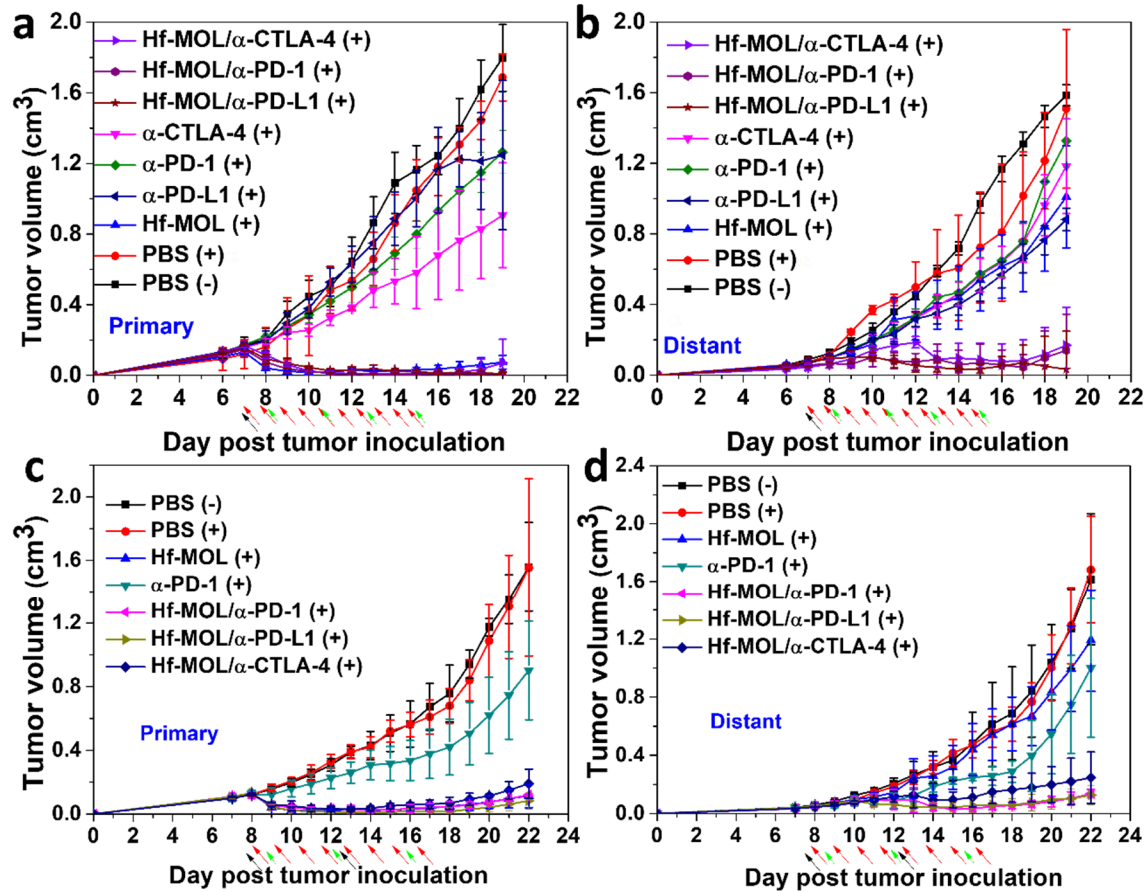 a
Tumor volume (cm³)
2.0
1.6
1.2
0.8
0.4
0.0
Hf-MOL/α-CTLA-4 (+)
Hf-MOL/α-PD-1 (+)
Hf-MOL/α-PD-L1 (+)
α-CTLA-4 (+)
α-PD-1 (+)
α-PD-L1 (+)
Hf-MOL (+)
PBS (+)
PBS (-)
Primary
0 2 4 6 8 10 12 14 16 18 20 22
Day post tumor inoculation
b
Tumor volume (cm³)
2.0
1.6
1.2
0.8
0.4
0.0
Hf-MOL/α-CTLA-4 (+)
Hf-MOL/α-PD-1 (+)
Hf-MOL/α-PD-L1 (+)
α-CTLA-4 (+)
α-PD-1 (+)
α-PD-L1 (+)
Hf-MOL (+)
PBS (+)
PBS (-)
Distant
0 2 4 6 8 10 12 14 16 18 20 22
Day post tumor inoculation
c
Tumor volume (cm³)
2.0
1.6
1.2
0.8
0.4
0.0
PBS (-)
PBS (+)
Hf-MOL (+)
α-PD-1 (+)
Hf-MOL/α-PD-1 (+)
Hf-MOL/α-PD-L1 (+)
Hf-MOL/α-CTLA-4 (+)
Primary
0 2 4 6 8 10 12 14 16 18 20 22 24
Day post tumor inoculation
d
Tumor volume (cm³)
2.4
2.0
1.6
1.2
0.8
0.4
0.0
PBS (-)
PBS (+)
Hf-MOL (+)
α-PD-1 (+)
Hf-MOL/α-PD-1 (+)
Hf-MOL/α-PD-L1 (+)
Hf-MOL/α-CTLA-4 (+)
Distant
0 2 4 6 8 10 12 14 16 18 20 22 24
Day post tumor inoculation